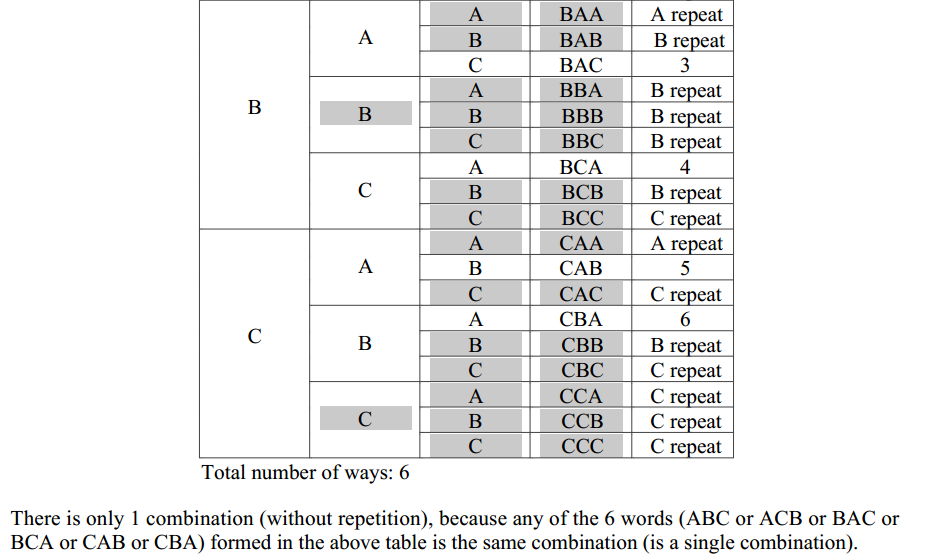 A BAA A repeat
A B BAB B repeat
C BAC 3
A BBA B repeat
B B B BBB B repeat
C BBC B repeat
A BCA 4
C B BCB B repeat
C BCC C repeat
A CAA A repeat
A B CAB 5
C CAC C repeat
A CBA 6
C B B CBB B repeat
C CBC C repeat
A CCA C repeat
C B CCB C repeat
C CCC C repeat
Total number of ways: 6
There is only 1 combination (without repetition), because any of the 6 words (ABC or ACB or BAC or
BCA or CAB or CBA) formed in the above table is the same combination (is a single combination).